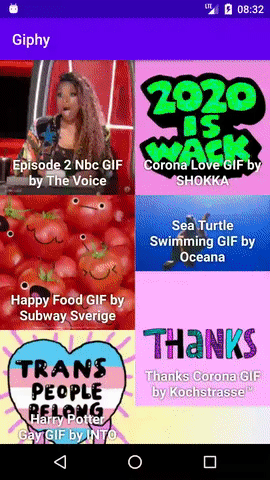 08:32
Giphy
Episode 2 Nbc GIF
by The Voice
2020
IS
WACK
Corona Love GIF by
SHOKKA
Happy Food GIF by
Subway Sverige
Sea Turtle
Swimming GIF by
Oceana
THANKS
Thanks Corona GIF
by Kochstrasse™
TRANS
PEOPLE
BELONG
Harry Potter
Gay GIF by INTO